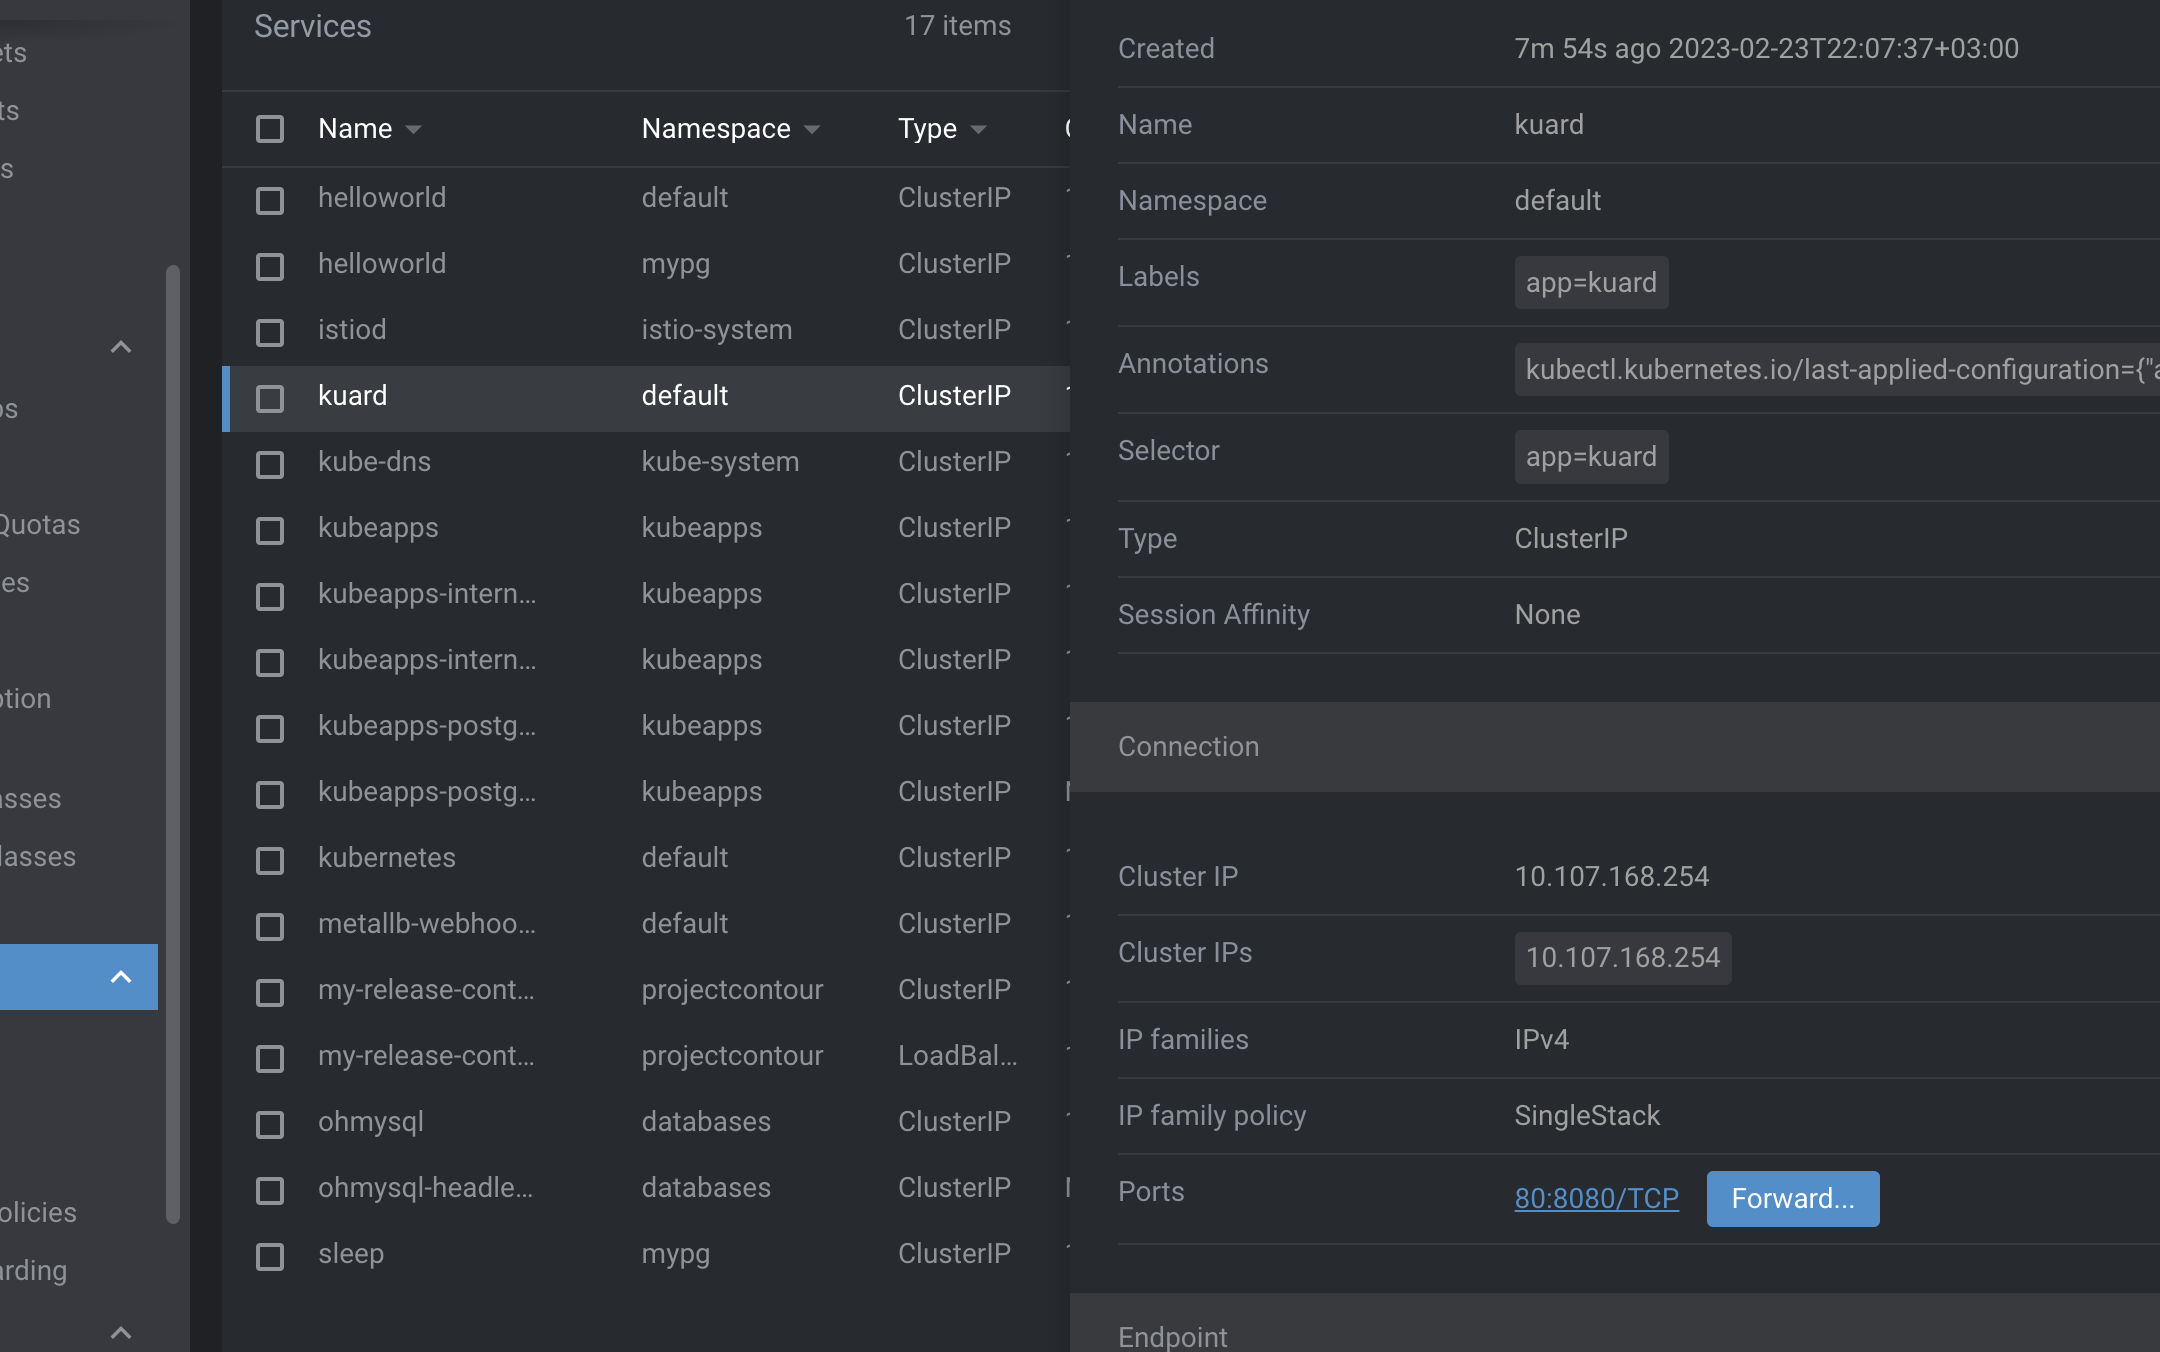 ets
ts
s
os
Quotas
es
otion
asses
lasses
olicies
arding
Services 17 items
Name Namespace Type
helloworld default ClusterIP
helloworld mypg ClusterIP
istiod istio-system ClusterIP
kuard default ClusterIP
kube-dns kube-system ClusterIP
kubeapps kubeapps ClusterIP
kubeapps-intern... kubeapps ClusterIP
kubeapps-intern... kubeapps ClusterIP
kubeapps-postg... kubeapps ClusterIP
kubeapps-postg... kubeapps ClusterIP
kubernetes default ClusterIP
metallb-webhoo... default ClusterIP
my-release-cont... projectcontour ClusterIP
my-release-cont... projectcontour LoadBal...
ohmysql databases ClusterIP
ohmysql-headle... databases ClusterIP
sleep mypg ClusterIP
Created 7m 54s ago 2023-02-23T22:07:37+03:00
Name kuard
Namespace default
Labels app=kuard
Annotations kubectl.kubernetes.io/last-applied-configuration={"a
Selector app=kuard
Type ClusterIP
Session Affinity None
Connection
Cluster IP 10.107.168.254
Cluster IPs 10.107.168.254
IP families IPv4
IP family policy SingleStack
Ports 80:8080/TCP Forward...
Endpoint